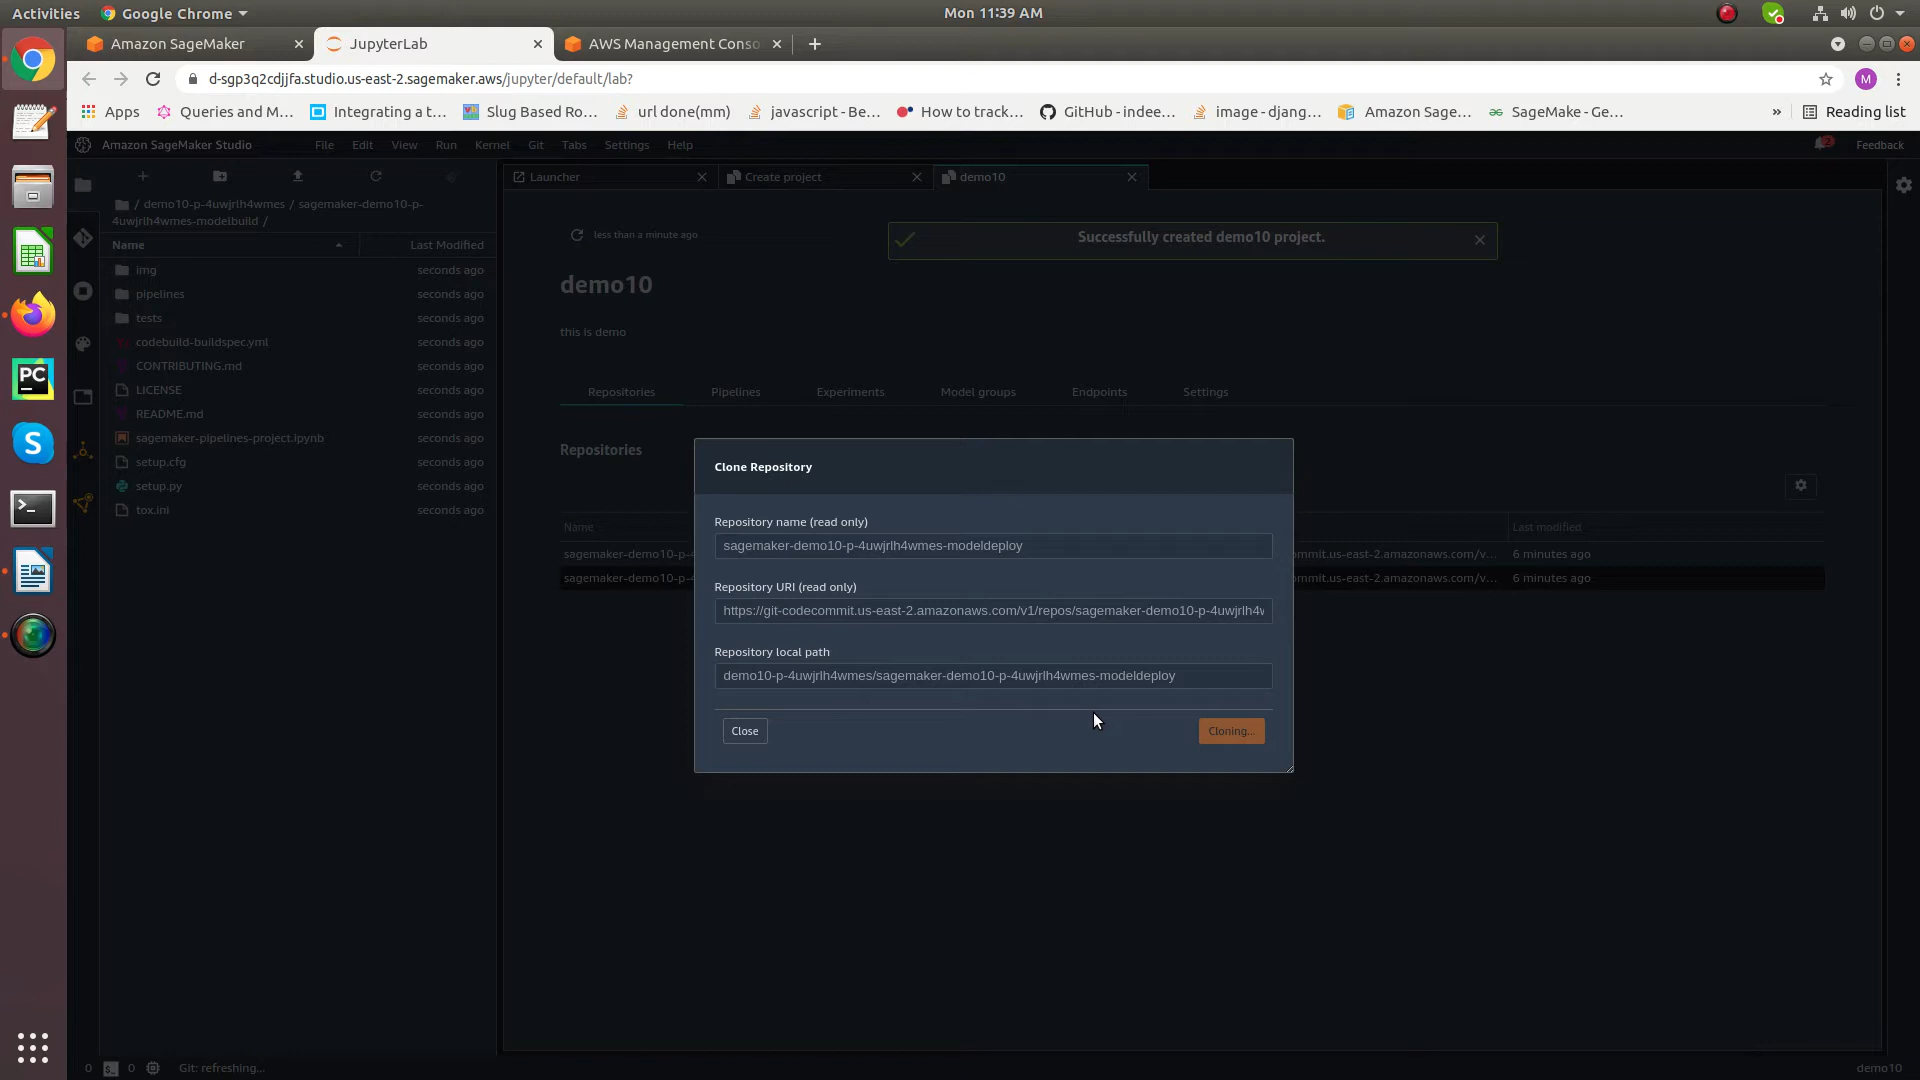 Activities
Google Chrome
Mon 11:39 AM
Amazon SageMaker
JupyterLab
AWS Management Conso
d-sgp3q2cdjjfa.studio.us-east-2.sagemaker.aws/jupyter/default/lab?
M
Apps
Queries and M...
Integrating a t...
Slug Based Ro...
url done(mm)
javascript - Be...
How to track...
GitHub - indee...
image - djang...
Amazon Sage...
SageMake - Ge...
»
Reading list
Amazon SageMaker Studio
File
Edit
View
Run
Kernel
Git
Tabs
Settings
Help
2
Feedback
Launcher
Create project
demo10
/ demo10-p-4uwjrlh4wmes / sagemaker-demo10-p-
4uwjrlh4wmes-modelbuild /
Name
Last Modified
img
seconds ago
pipelines
seconds ago
tests
seconds ago
codebuild-buildspec.yml
seconds ago
CONTRIBUTING.md
seconds ago
LICENSE
seconds ago
README.md
seconds ago
sagemaker-pipelines-project.ipynb
seconds ago
setup.cfg
seconds ago
setup.py
seconds ago
tox.ini
seconds ago
less than a minute ago
Successfully created demo10 project.
demo10
this is demo
Repositories
Pipelines
Experiments
Model groups
Endpoints
Settings
Repositories
Name
Last modified
sagemaker-demo10-p-4
ommit.us-east-2.amazonaws.com/v...
6 minutes ago
sagemaker-demo10-p-4
ommit.us-east-2.amazonaws.com/v...
6 minutes ago
Clone Repository
Repository name (read only)
sagemaker-demo10-p-4uwjrlh4wmes-modeldeploy
Repository URI (read only)
https://git-codecommit.us-east-2.amazonaws.com/v1/repos/sagemaker-demo10-p-4uwjrlh4w
Repository local path
demo10-p-4uwjrlh4wmes/sagemaker-demo10-p-4uwjrlh4wmes-modeldeploy
Close
Cloning...
PC
S
0
$_
0
Git: refreshing...
demo10